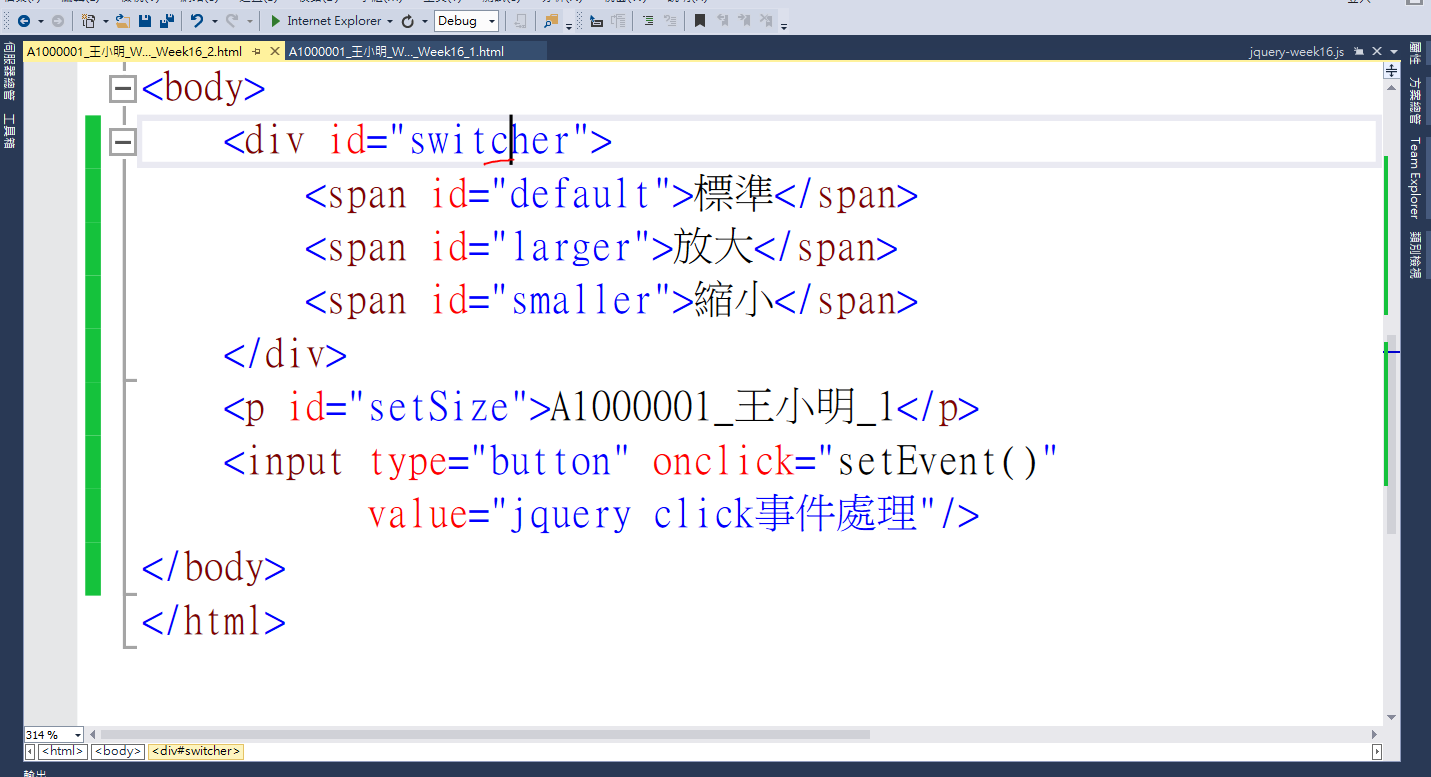 Internet Explorer
Debug
A1000001_王小明_W..._Week16_2.html
A1000001_王小明_W..._Week16_1.html
jquery-week16.js
伺服器總管
工具箱
<body>
<div id="switcher">
<span id="default">標準</span>
<span id="larger">放大</span>
<span id="smaller">縮小</span>
</div>
<p id="setSize">A1000001_王小明_1</p>
<input type="button" onclick="setEvent()"
value="jquery click事件處理"/>
</body>
</html>
屬性
方案總管
Team Explorer
類別檢視
314 %
<html>
<body>
<div#switcher>
輸出